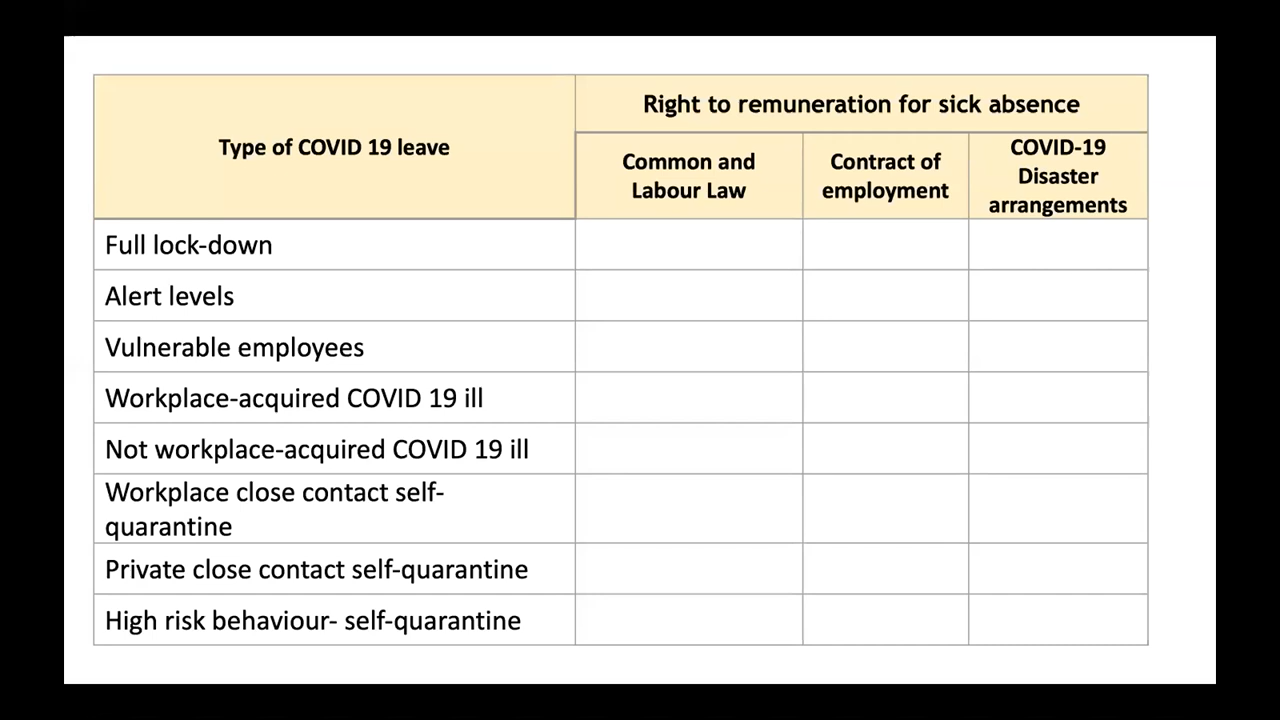 Type of COVID 19 leave
Right to remuneration for sick absence
Common and
Labour Law
Contract of
employment
COVID-19
Disaster
arrangements
Full lock-down
Alert levels
Vulnerable employees
Workplace-acquired COVID 19 ill
Not workplace-acquired COVID 19 ill
Workplace close contact self-
quarantine
Private close contact self-quarantine
High risk behaviour- self-quarantine